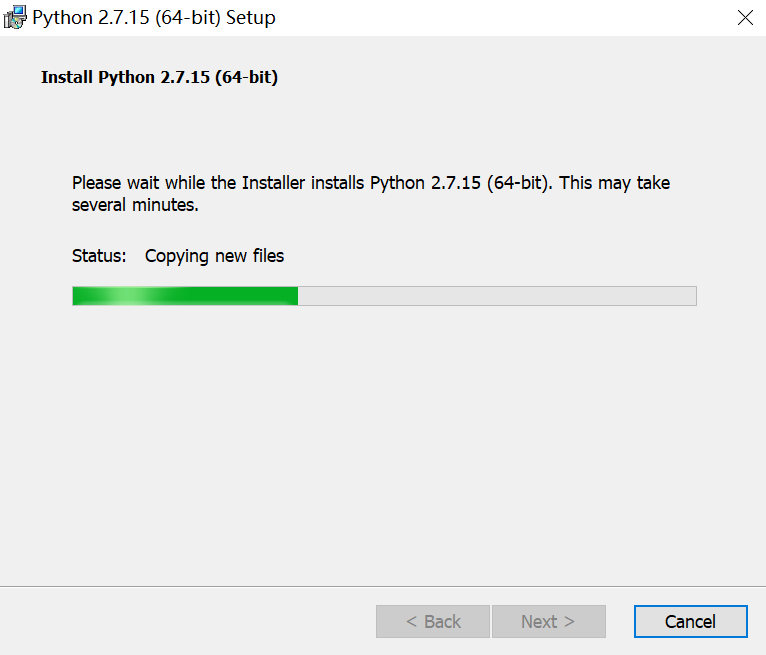 Python 2.7.15 (64-bit) Setup
Install Python 2.7.15 (64-bit)
Please wait while the Installer installs Python 2.7.15 (64-bit). This may take
several minutes.
Status: Copying new files
< Back Next > Cancel